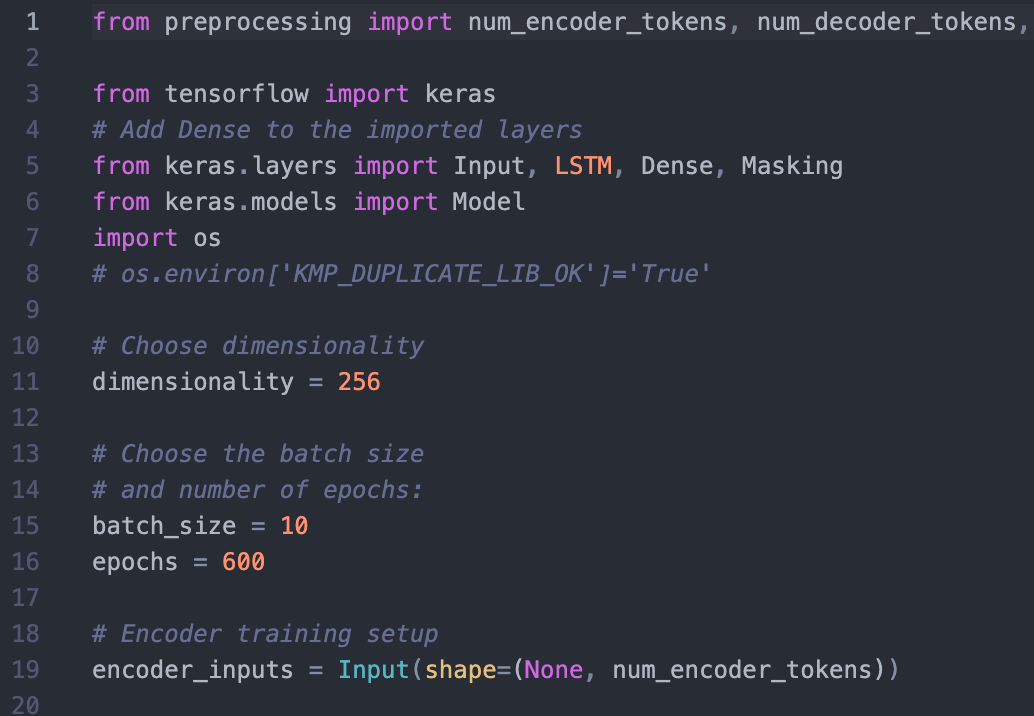 1 from preprocessing import num_encoder_tokens, num_decoder_tokens,
2
3 from tensorflow import keras
4 # Add Dense to the imported layers
5 from keras.layers import Input, LSTM, Dense, Masking
6 from keras.models import Model
7 import os
8 # os.environ['KMP_DUPLICATE_LIB_OK']='True'
9
10 # Choose dimensionality
11 dimensionality = 256
12
13 # Choose the batch size
14 # and number of epochs:
15 batch_size = 10
16 epochs = 600
17
18 # Encoder training setup
19 encoder_inputs = Input(shape=(None, num_encoder_tokens))
20